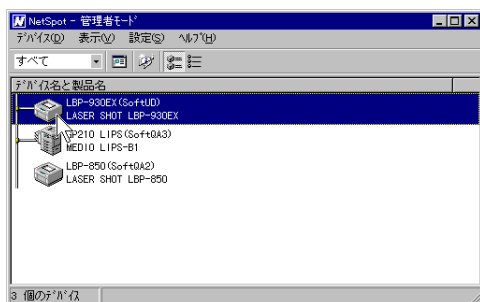 NetSpot - 管理者ﾓｰﾄﾞ
ﾃﾞﾊﾞｲｽ(D) 表示(V) 設定(S) ﾍﾙﾌﾟ(H)
すべて
ﾃﾞﾊﾞｲｽ名と製品名
LBP-930EX(SoftUD)
LASER SHOT LBP-930EX
GP210 LIPS(SoftQA3)
MEDIO LIPS-B1
LBP-850(SoftQA2)
LASER SHOT LBP-850
3 個のﾃﾞﾊﾞｲｽ